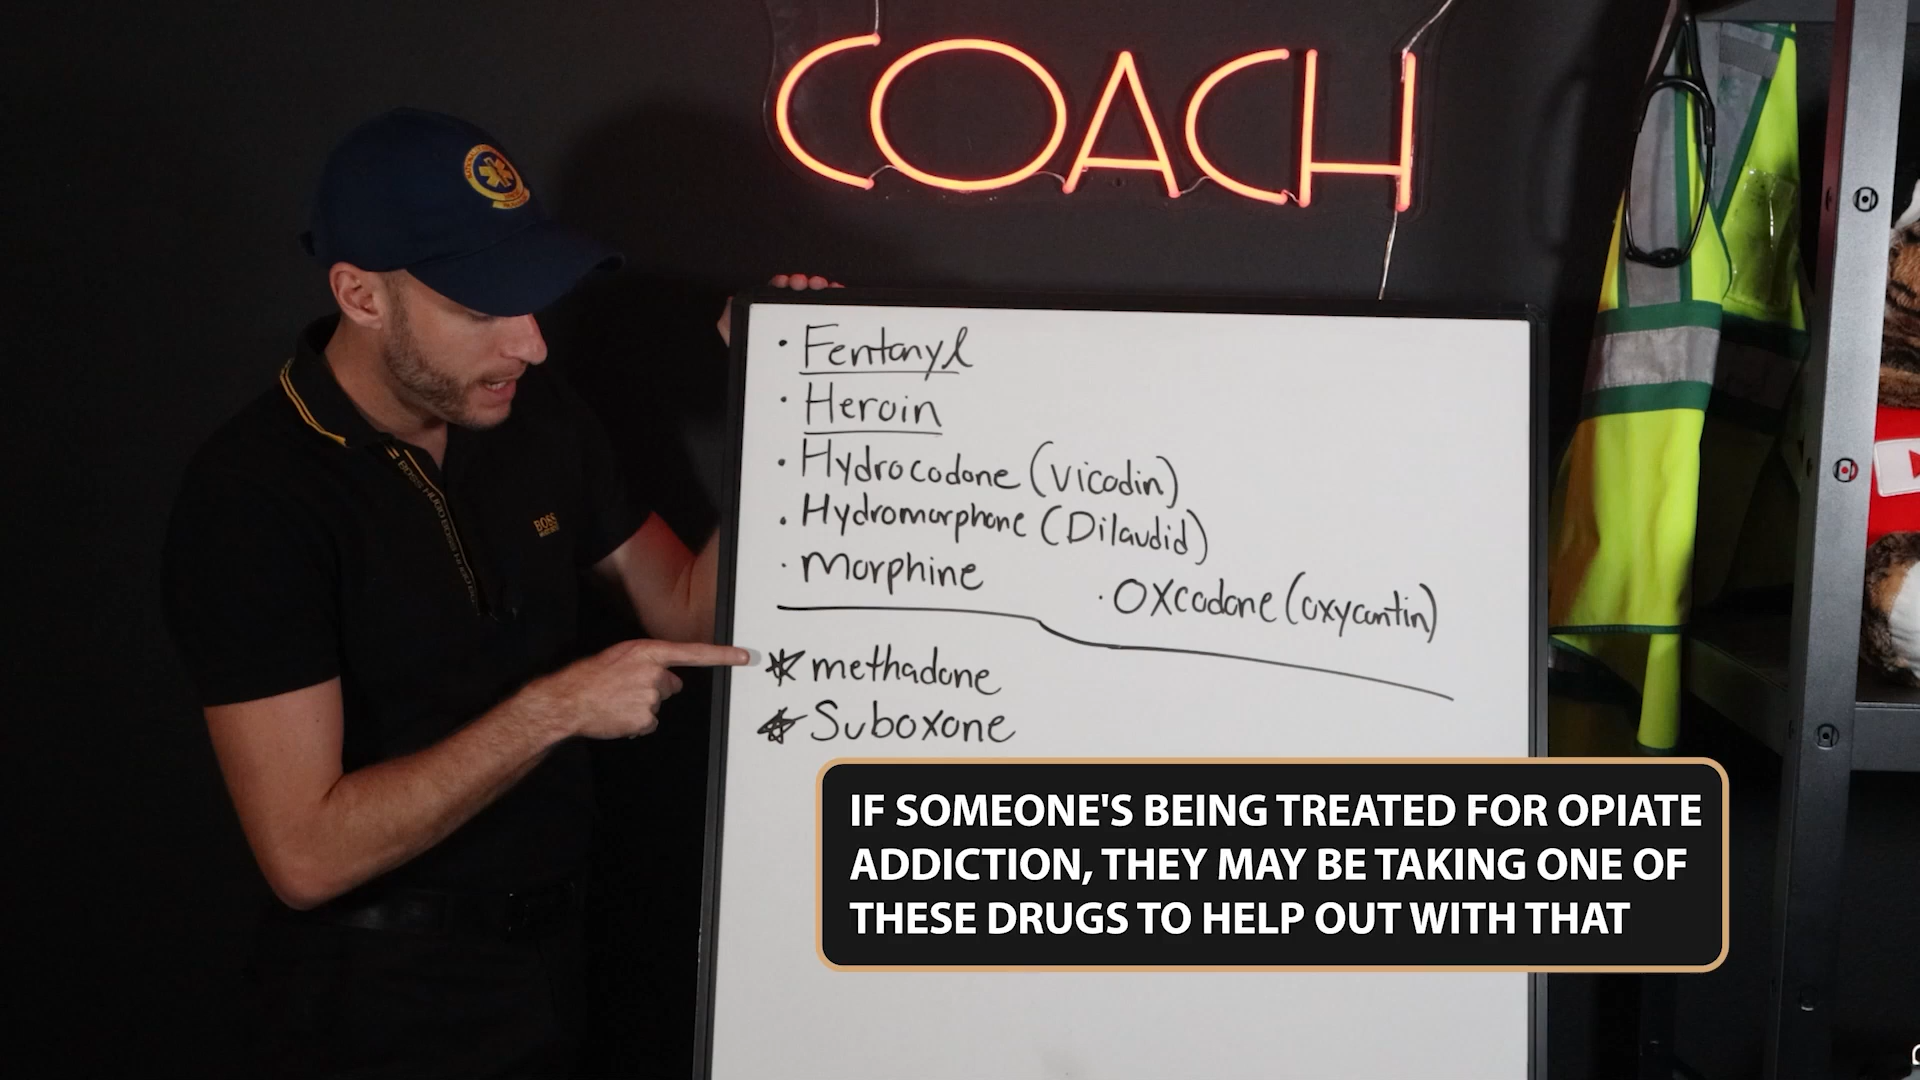 COACH
BOSS
• Fentanyl
• Heroin
• Hydrocodone (vicodin)
• Hydromorphone (Dilaudid)
• morphine
• OXcodone (oxycontin)
methadone
Suboxone
IF SOMEONE'S BEING TREATED FOR OPIATE
ADDICTION, THEY MAY BE TAKING ONE OF
THESE DRUGS TO HELP OUT WITH THAT